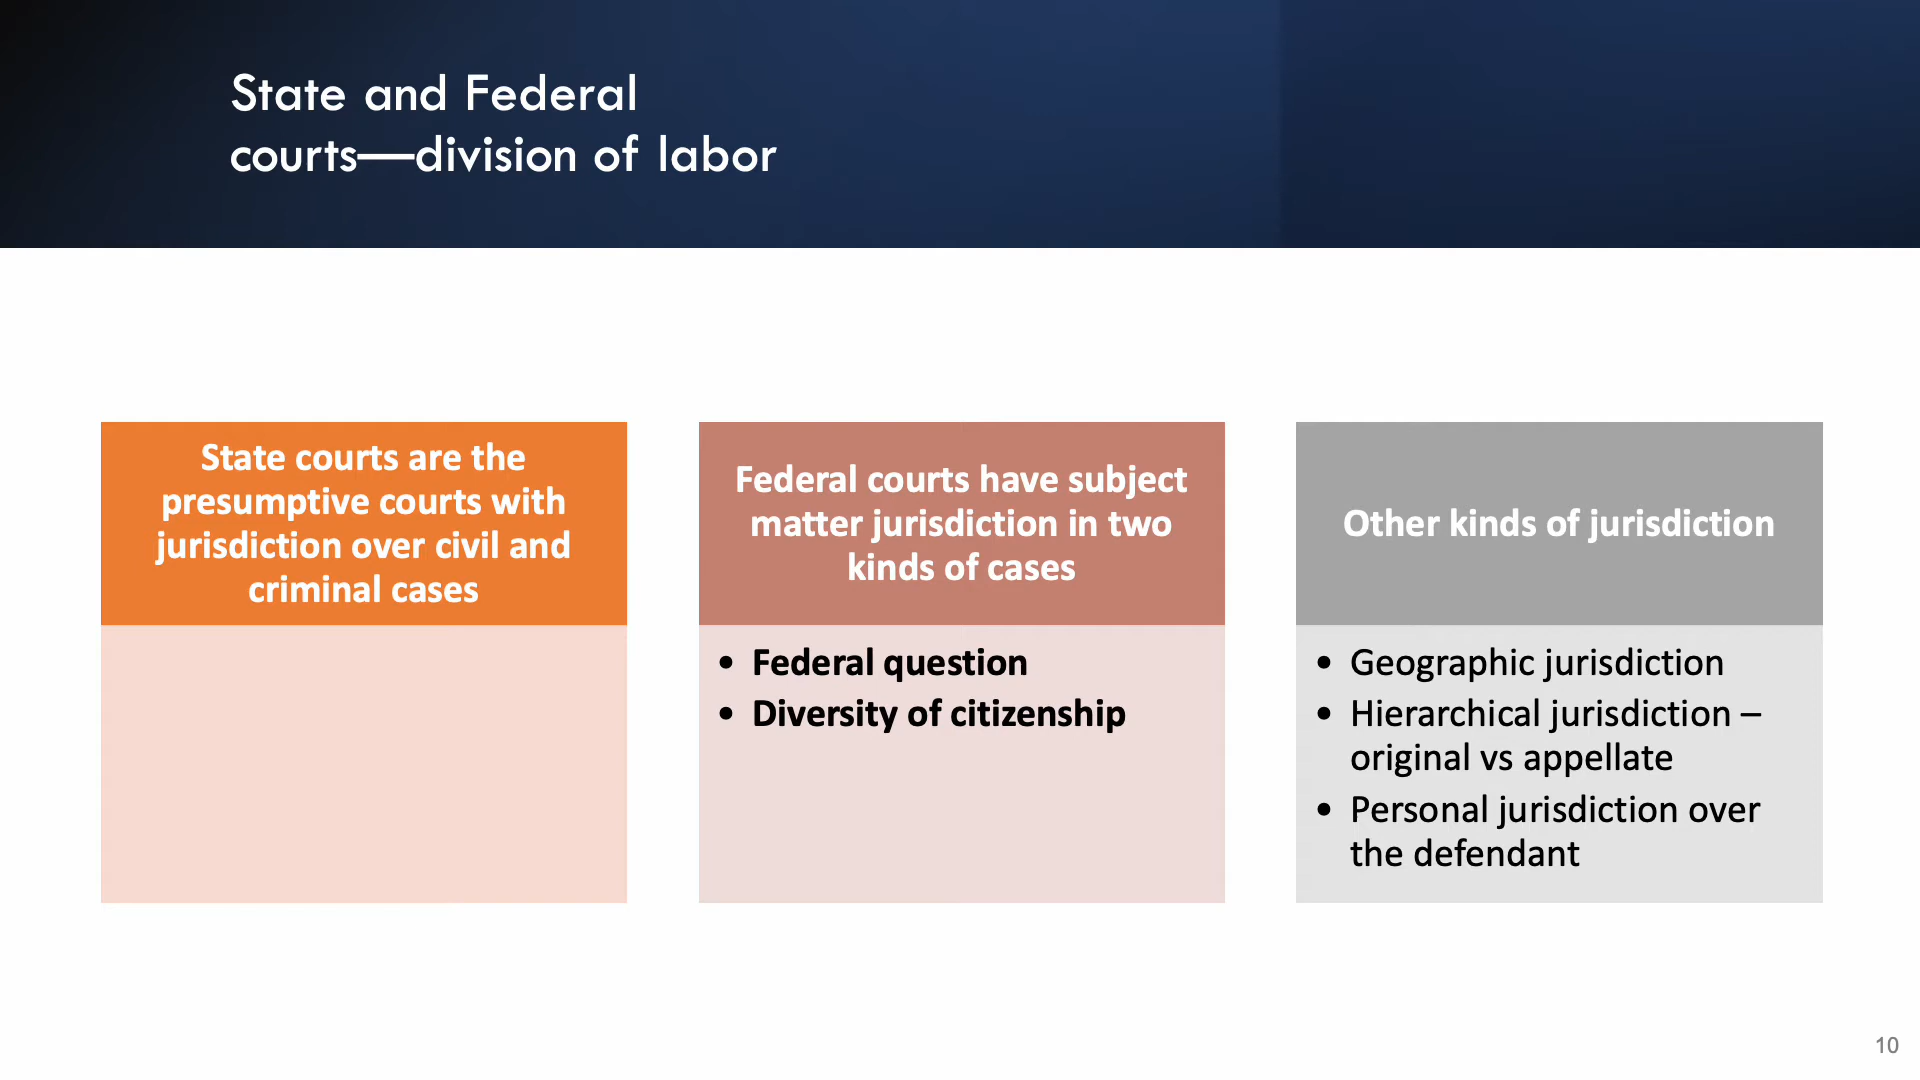 State and Federal
courts—division of labor
State courts are the
presumptive courts with
jurisdiction over civil and
criminal cases
Federal courts have subject
matter jurisdiction in two
kinds of cases
• Federal question
• Diversity of citizenship
Other kinds of jurisdiction
• Geographic jurisdiction
• Hierarchical jurisdiction –
original vs appellate
• Personal jurisdiction over
the defendant
10